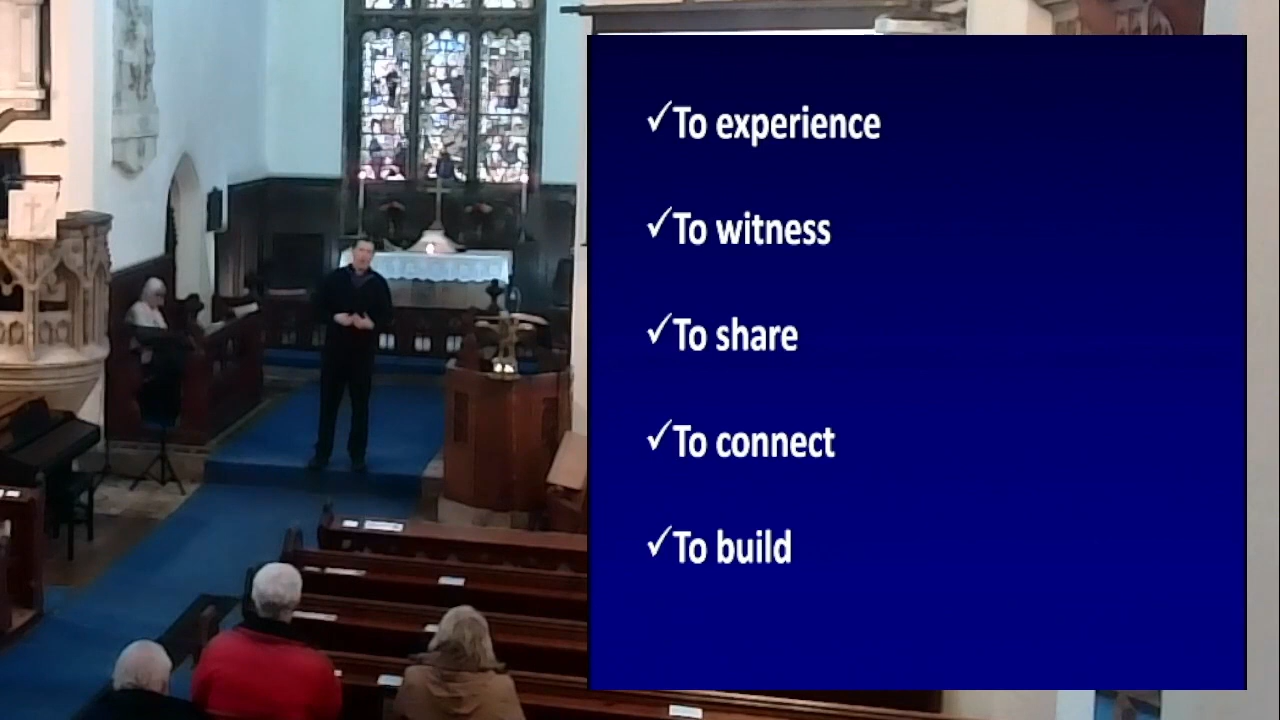 ✓To experience
✓To witness
✓To share
✓To connect
✓To build